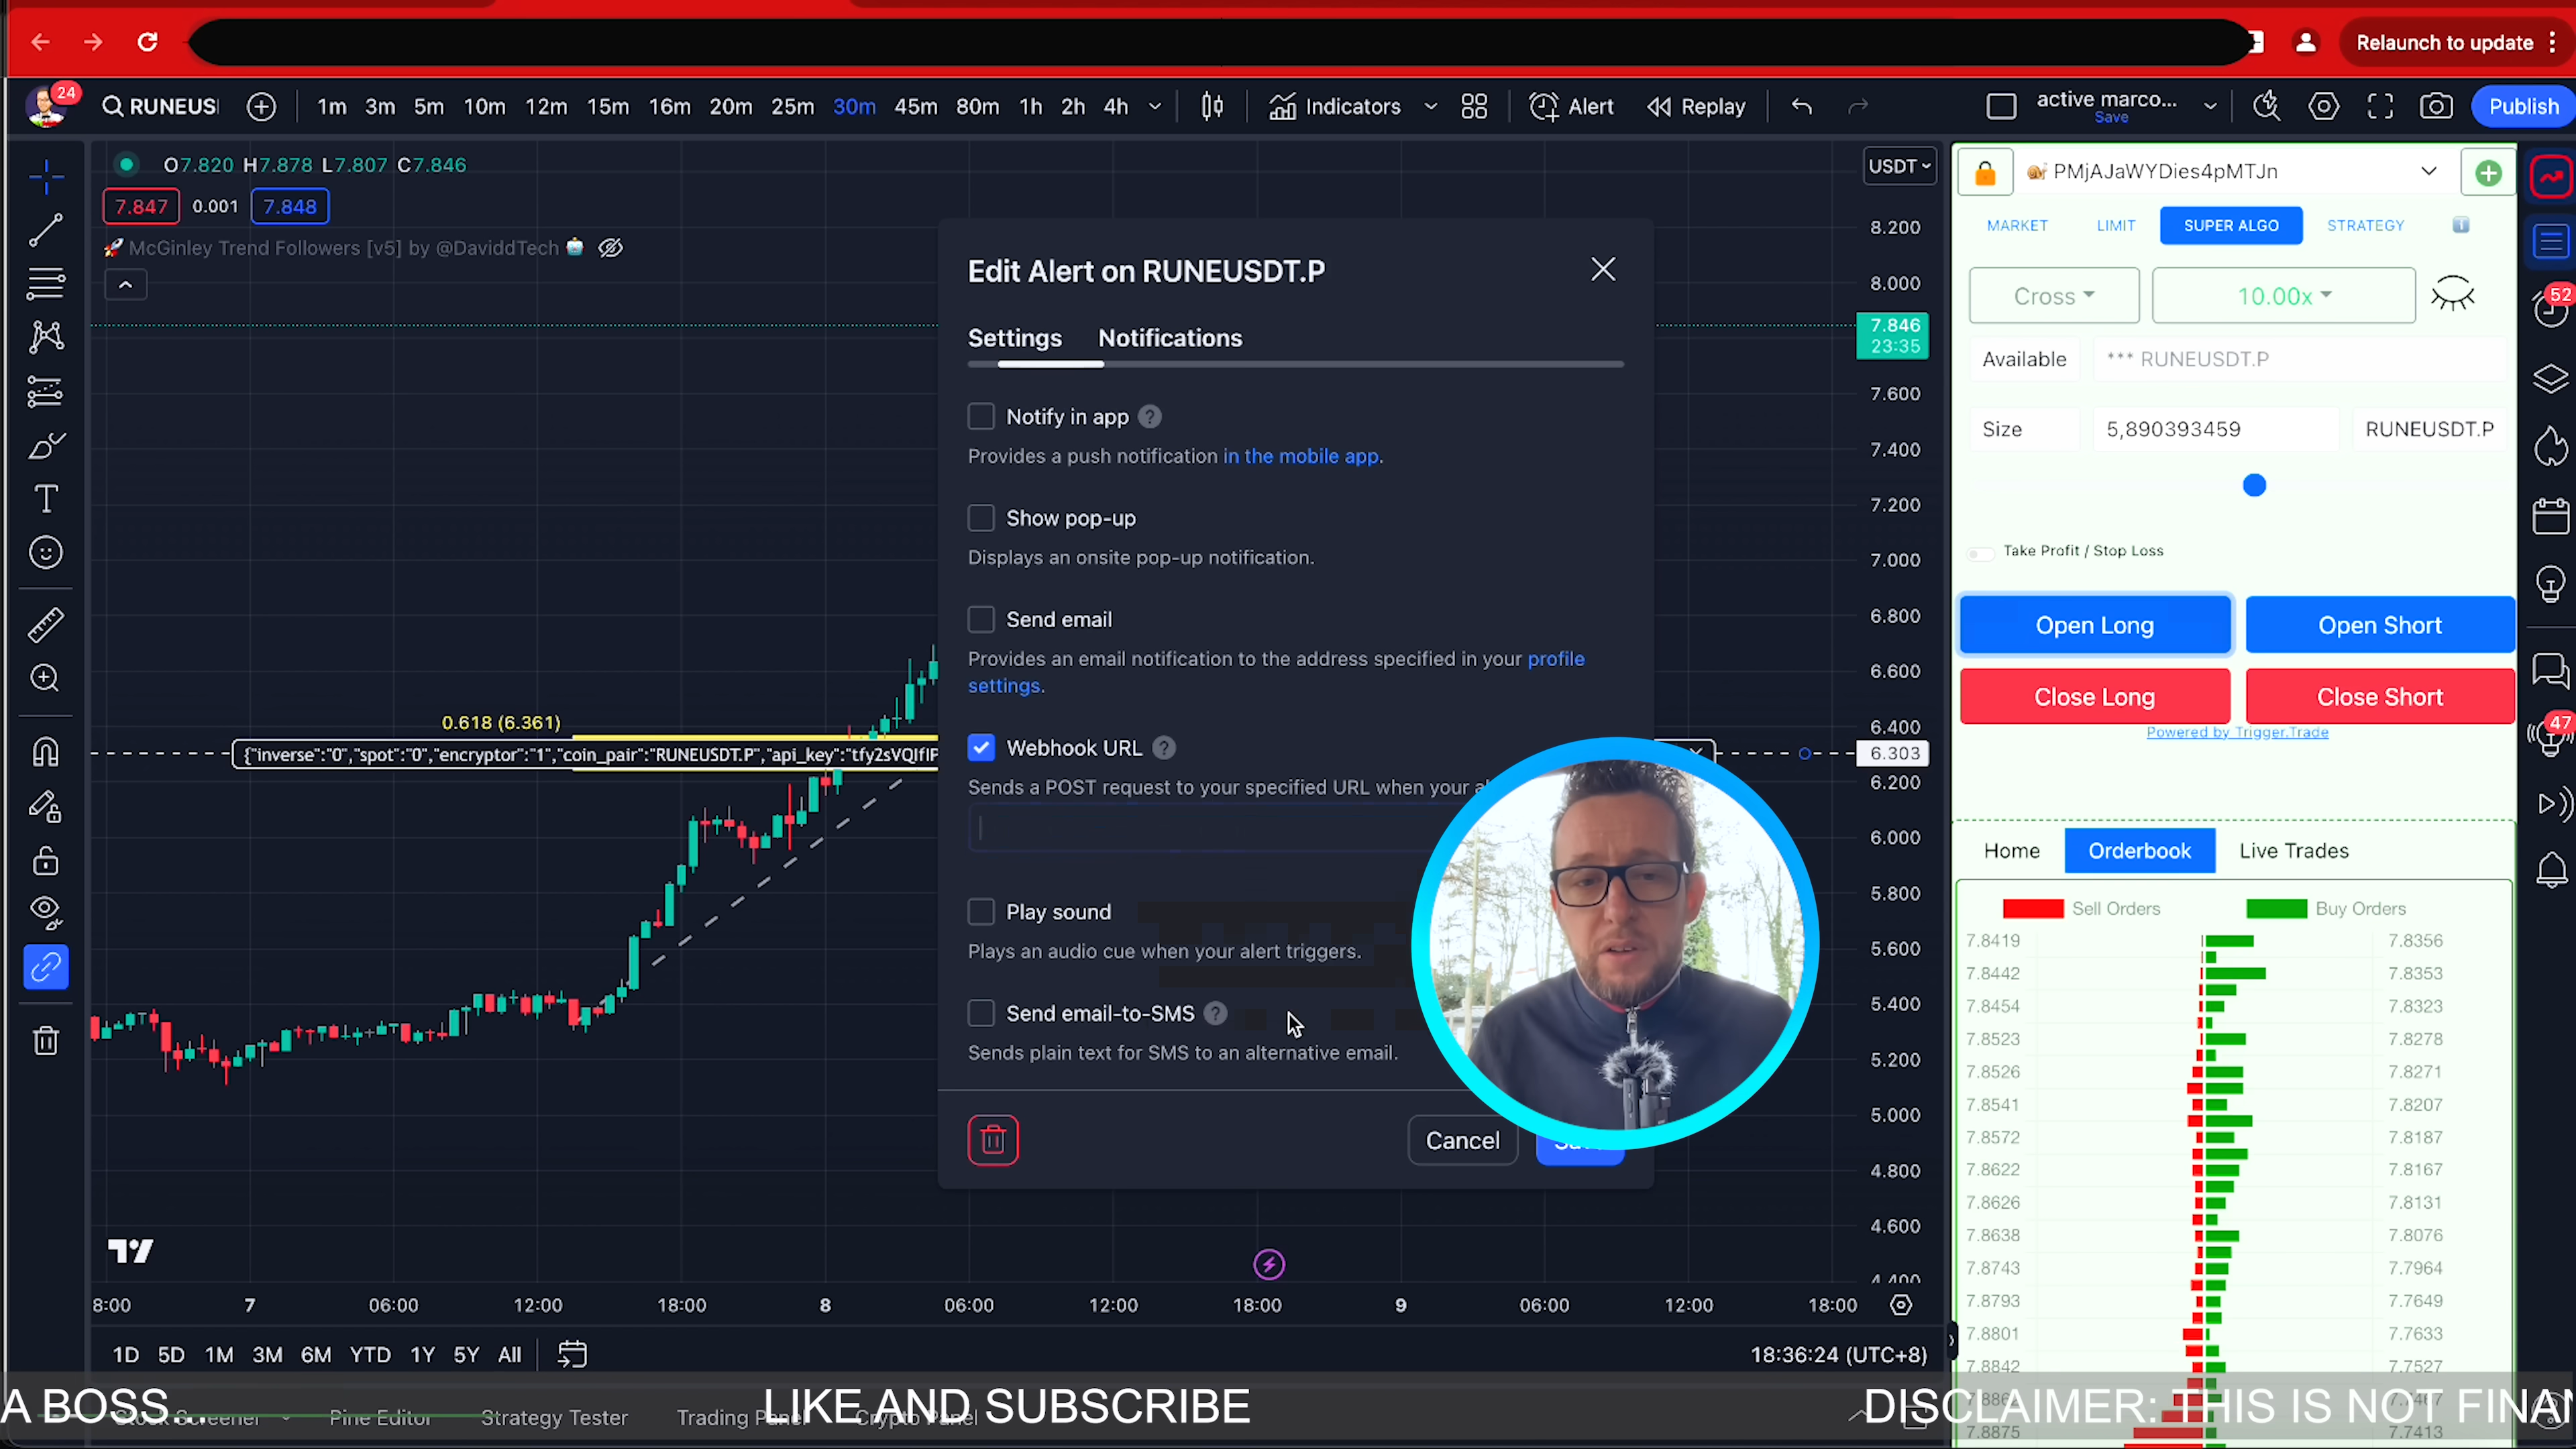 Relaunch to update
24
RUNEUS
1m 3m 5m 10m 12m 15m 16m 20m 25m 30m 45m 80m 1h 2h 4h
Indicators
Alert
Replay
active marco...
Save
Publish
O7.820 H7.878 L7.807 C7.846
7.847 0.001 7.848
McGinley Trend Followers [v5] by @DaviddTech
USDT
8.200
8.000
7.846
23:35
7.600
7.400
7.200
7.000
6.800
6.600
6.400
6.303
6.200
6.000
5.800
5.600
5.400
5.200
5.000
4.800
4.600
4.400
0.618 (6.361)
{"inverse":"0","spot":"0","encryptor":"1","coin_pair":"RUNEUSDT.P","api_key":"tfy2sVQIfIP
Edit Alert on RUNEUSDT.P
Settings Notifications
Notify in app
Provides a push notification in the mobile app.
Show pop-up
Displays an onsite pop-up notification.
Send email
Provides an email notification to the address specified in your profile
settings.
Webhook URL
Sends a POST request to your specified URL when your
Play sound
Plays an audio cue when your alert triggers.
Send email-to-SMS
Sends plain text for SMS to an alternative email.
Cancel
8:00 7 06:00 12:00 18:00 8 06:00 12:00 18:00 9 06:00 12:00 18:00
1D 5D 1M 3M 6M YTD 1Y 5Y All
18:36:24 (UTC+8)
PMjAJaWYDies4pMTJn
MARKET LIMIT SUPER ALGO STRATEGY
Cross 10.00x
Available *** RUNEUSDT.P
Size 5,890393459 RUNEUSDT.P
Take Profit / Stop Loss
Open Long Open Short
Close Long Close Short
Powered by Trigger.Trade
Home Orderbook Live Trades
Sell Orders Buy Orders
7.8419 7.8356
7.8442 7.8353
7.8454 7.8323
7.8523 7.8278
7.8526 7.8271
7.8541 7.8207
7.8572 7.8187
7.8622 7.8167
7.8626 7.8131
7.8638 7.8076
7.8743 7.7964
7.8793 7.7649
7.8801 7.7633
7.8842 7.7527
7.8875 7.7413
52
47
A BOSS... LIKE AND SUBSCRIBE DISCLAIMER: THIS IS NOT FINAN
Stock Screener Pine Editor Strategy Tester Trading Panel Crypto Panel